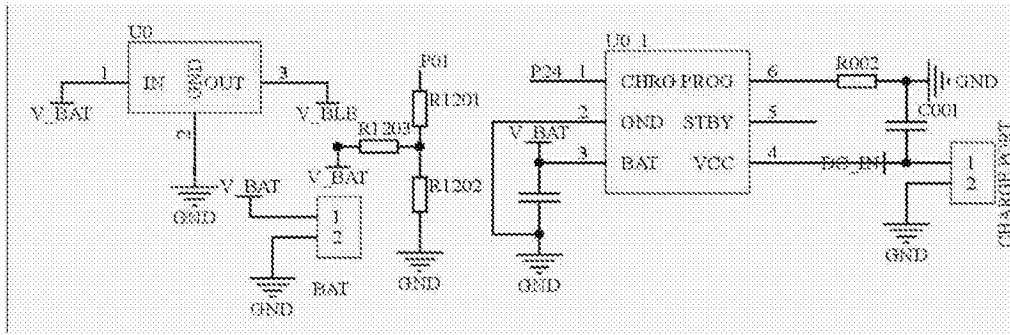 U0
1 IN GND OUT 3
2
V_BAT
V_BLE
GND
P01
R1201
R1203
V_BAT
R1202
GND
V_BAT
1
2
GND
BAT
U0_1
P24 1 CHRG PROG 6 R002 GND
2 GND STBY 5
V_BAT
3 BAT VCC 4 DC_IN
C001
GND
1
2
GND
CHARGE PORT